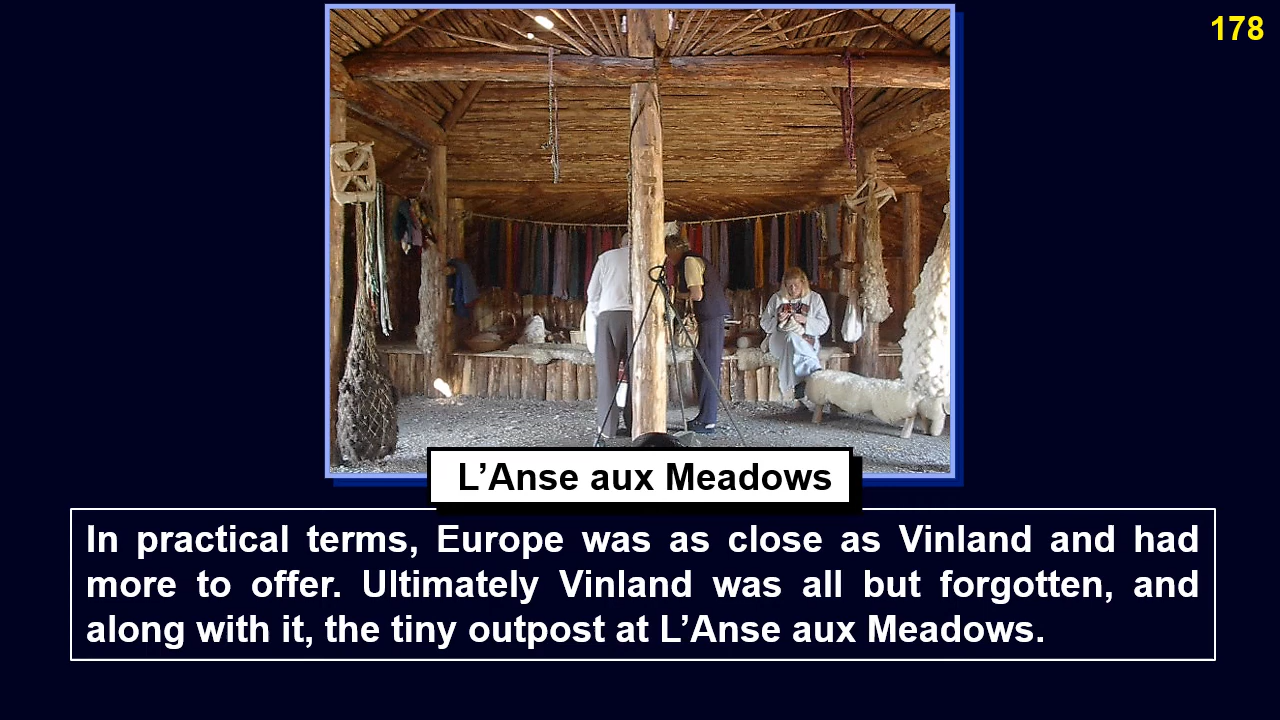 178
L’Anse aux Meadows
In practical terms, Europe was as close as Vinland and had
more to offer. Ultimately Vinland was all but forgotten, and
along with it, the tiny outpost at L’Anse aux Meadows.